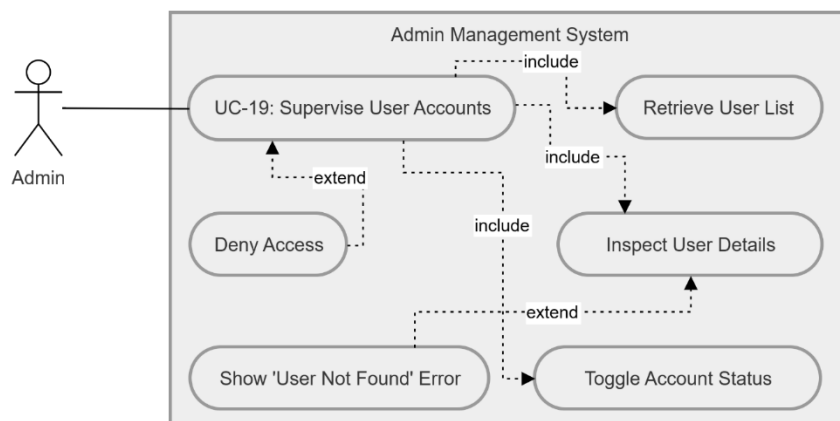 Admin Management System
include
UC-19: Supervise User Accounts
Retrieve User List
include
Admin
extend
include
Deny Access
Inspect User Details
extend
Show 'User Not Found' Error
Toggle Account Status